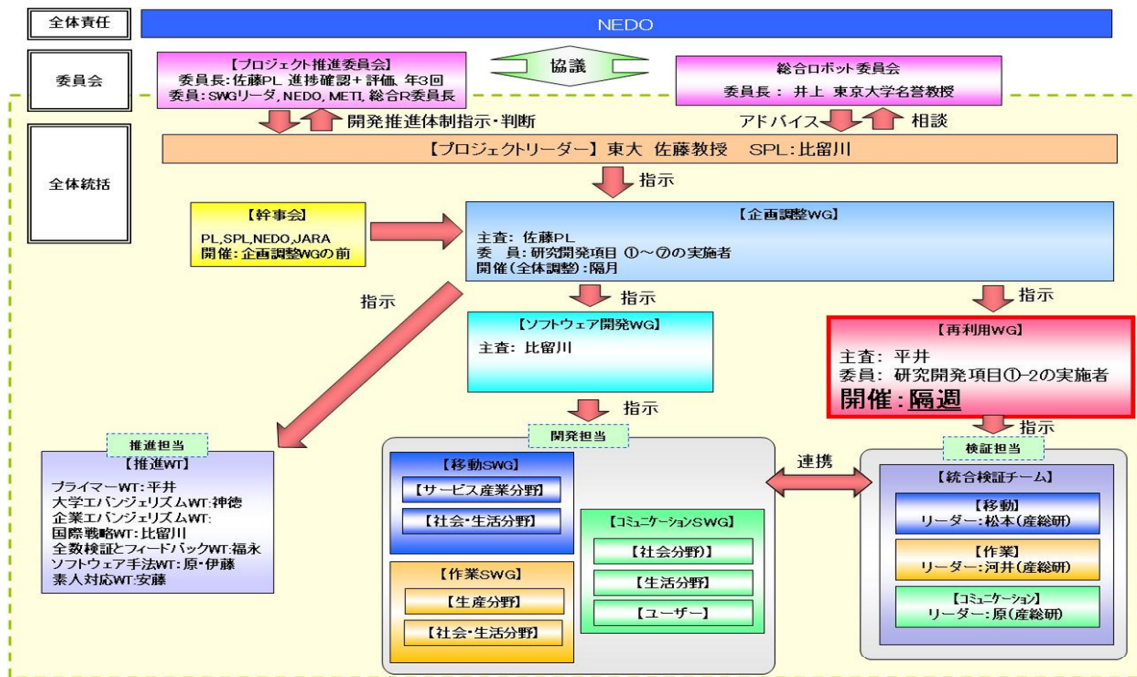 全体責任
NEDO
委員会
【プロジェクト推進委員会】
委員長:佐藤PL 進捗確認+評価、年3回
委員:SWGリーダ,NEDO, METI, 総合R委員長
協議
総合ロボット委員会
委員長: 井上 東京大学名誉教授
開発推進体制指示・判断
アドバイス
相談
全体統括
【プロジェクトリーダー】東大 佐藤教授 SPL:比留川
指示
【幹事会】
PL,SPL,NEDO,JARA
開催:企画調整WGの前
【企画調整WG】
主査: 佐藤PL
委 員:研究開発項目 ①~⑦の実施者
開催(全体調整):隔月
指示
指示
指示
【ソフトウェア開発WG】
主査: 比留川
【再利用WG】
主査: 平井
委員: 研究開発項目①-2の実施者
開催:隔週
指示
指示
推進担当
【推進WT】
プライマーWT:平井
大学エバンジェリズムWT:神徳
企業エバンジェリズムWT:
国際戦略WT:比留川
全数検証とフィードバックWT:福永
ソフトウェア手法WT:原・伊藤
素人対応WT:安藤
開発担当
【移動SWG】
【サービス産業分野】
【社会・生活分野】
【作業SWG】
【生産分野】
【社会・生活分野】
【コミュニケーションSWG】
【社会分野)】
【生活分野】
【ユーザー】
連携
検証担当
【統合検証チーム】
【移動】
リーダー:松本(産総研)
【作業】
リーダー:河井(産総研)
【コミュニケーション】
リーダー:原(産総研)